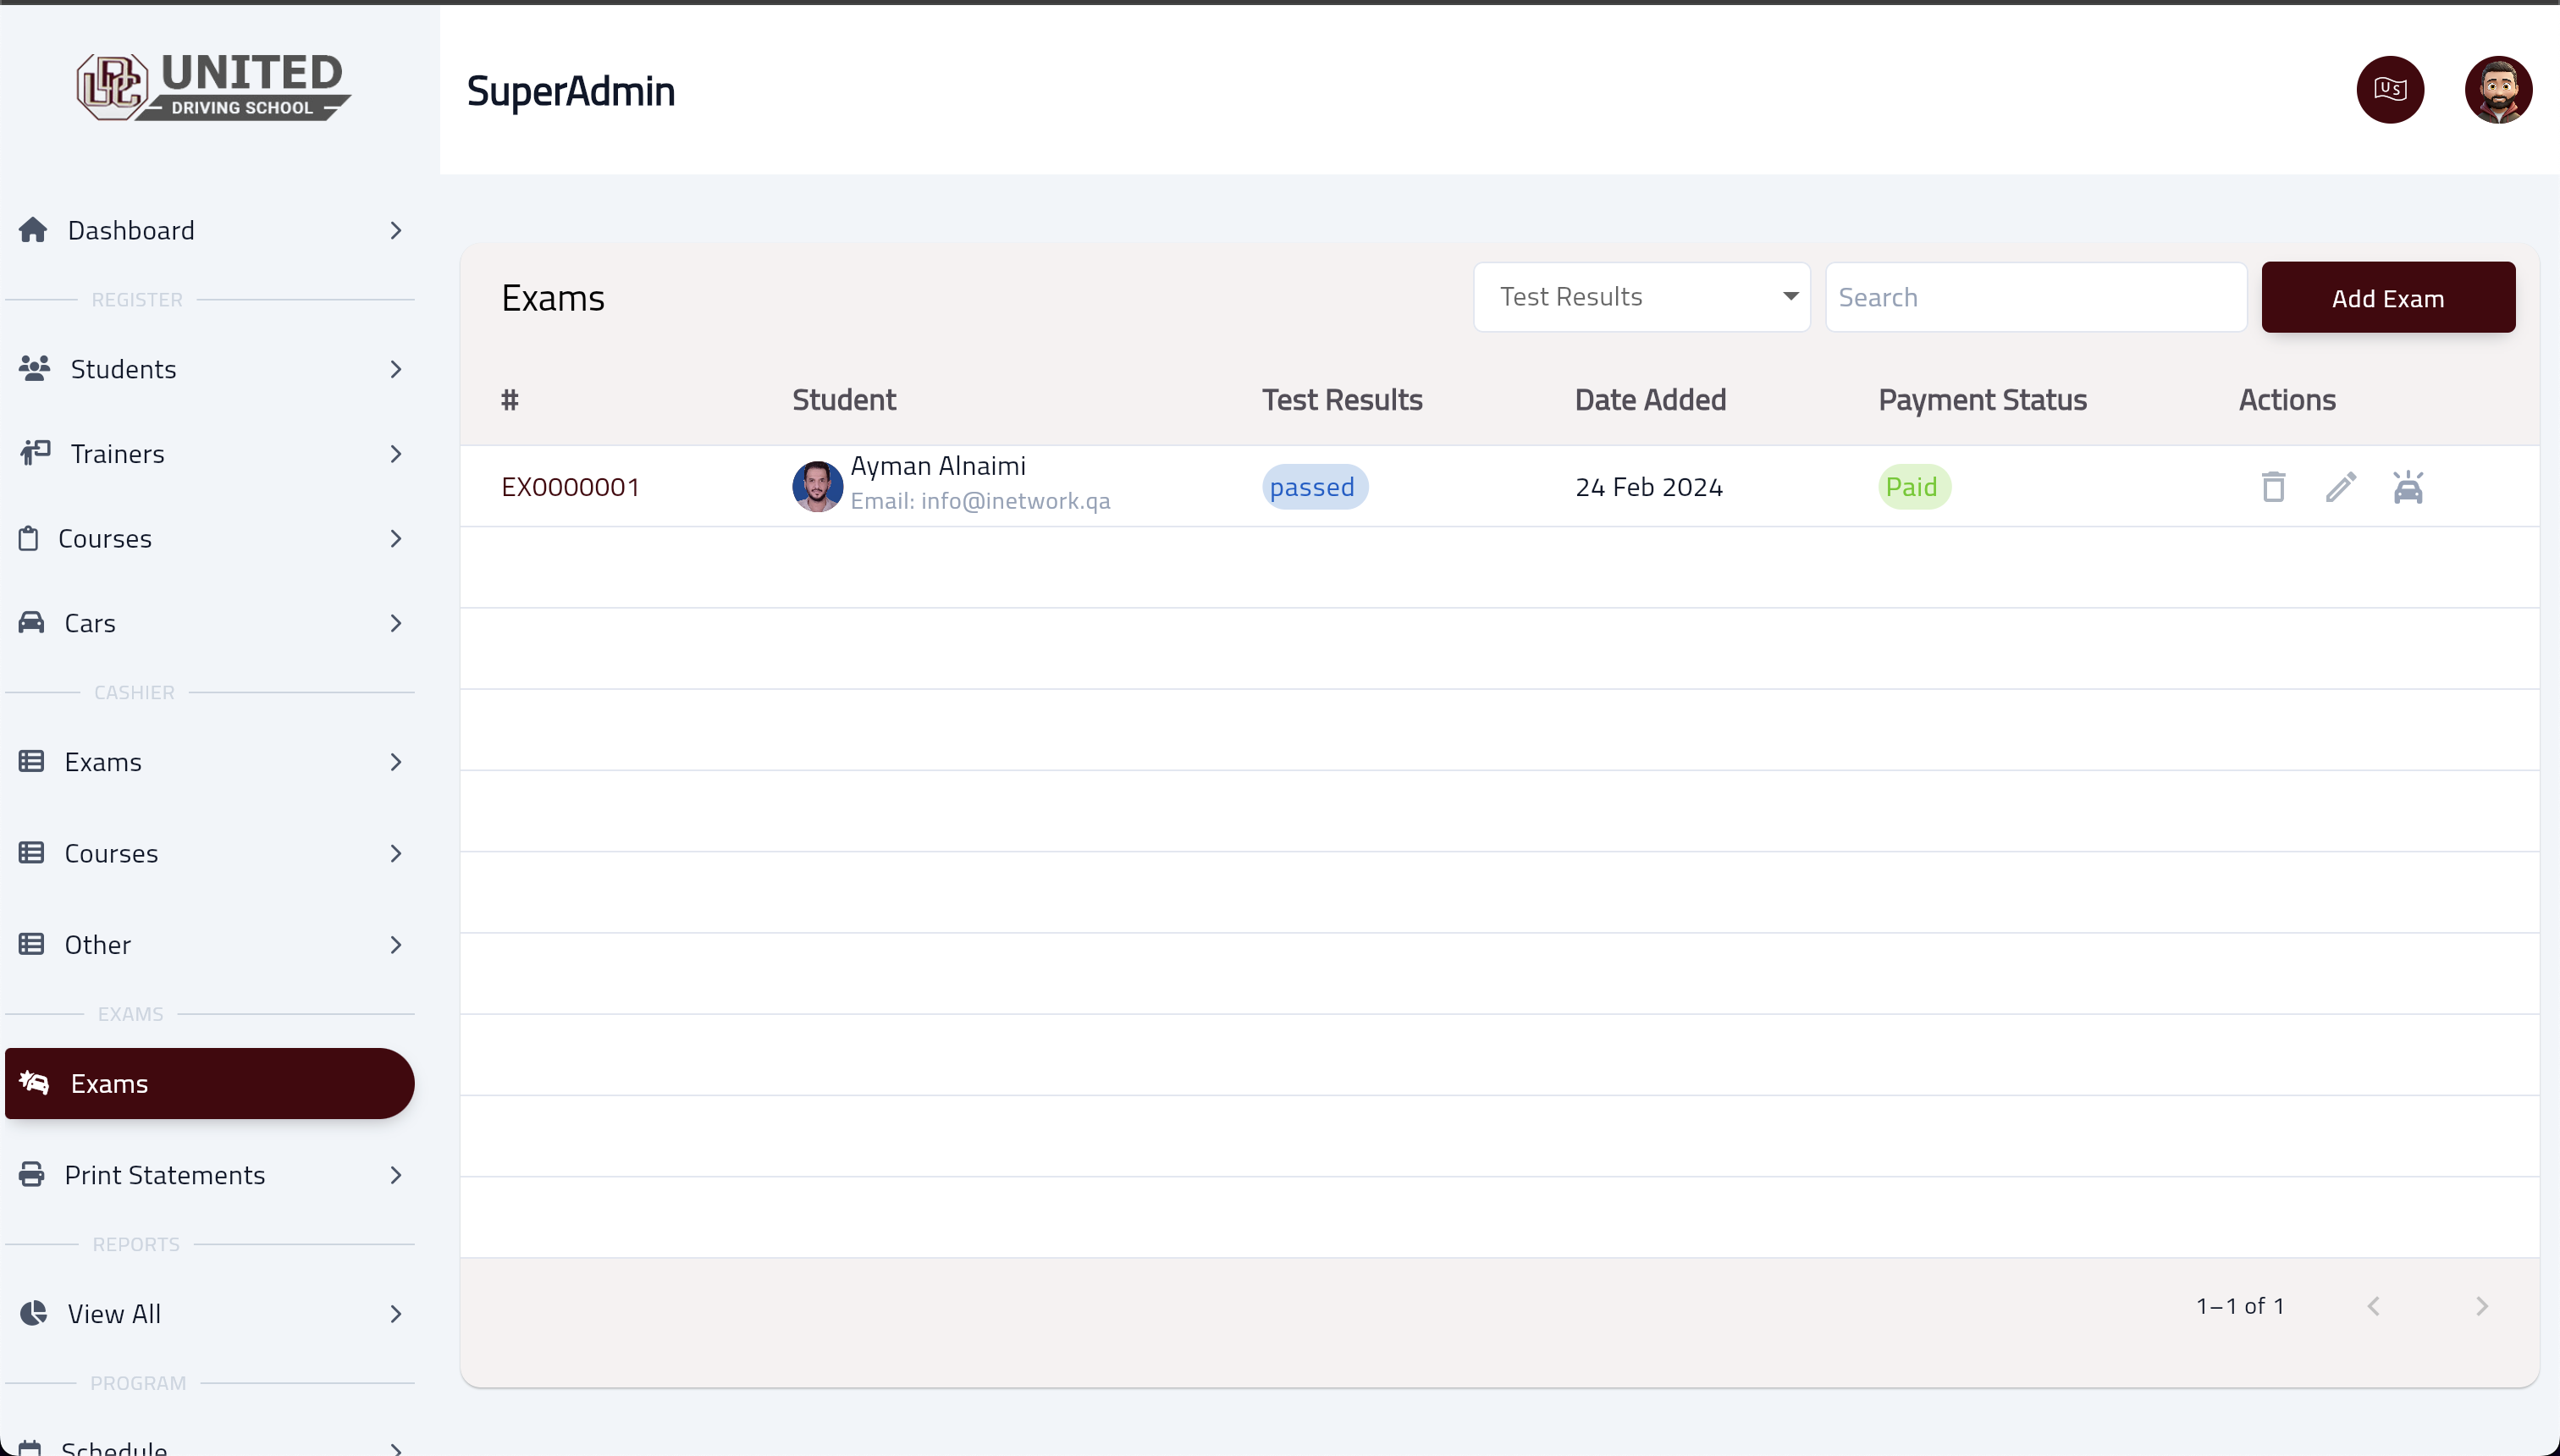 UNITED
DRIVING SCHOOL
SuperAdmin
US
Dashboard
REGISTER
Students
Trainers
Courses
Cars
CASHIER
Exams
Courses
Other
EXAMS
Exams
Print Statements
REPORTS
View All
PROGRAM
Schedule
Exams
Test Results
Search
Add Exam
# Student Test Results Date Added Payment Status Actions
EX0000001 Ayman Alnaimi passed 24 Feb 2024 Paid
Email: info@inetwork.qa
1–1 of 1